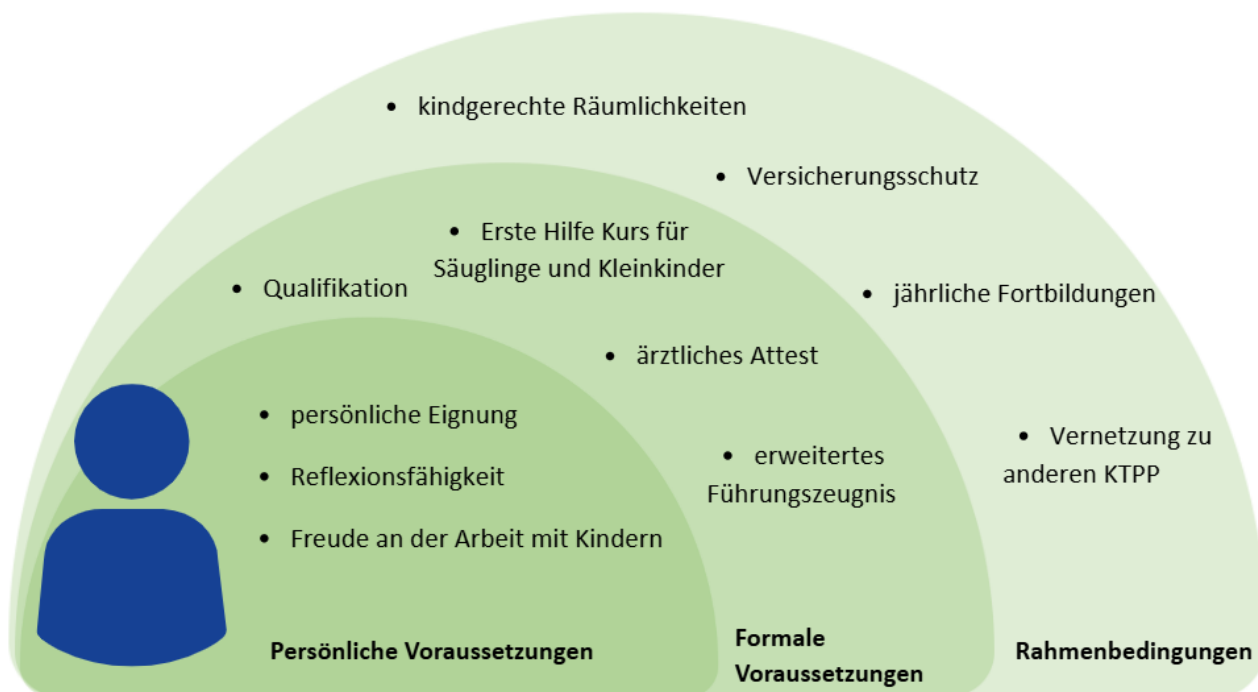 • kindgerechte Räumlichkeiten
• Versicherungsschutz
• Erste Hilfe Kurs für
Säuglinge und Kleinkinder
• Qualifikation
• jährliche Fortbildungen
• ärztliches Attest
• persönliche Eignung
• Vernetzung zu
anderen KTPP
• erweitertes
Führungszeugnis
• Reflexionsfähigkeit
• Freude an der Arbeit mit Kindern
Persönliche Voraussetzungen
Formale
Voraussetzungen
Rahmenbedingungen